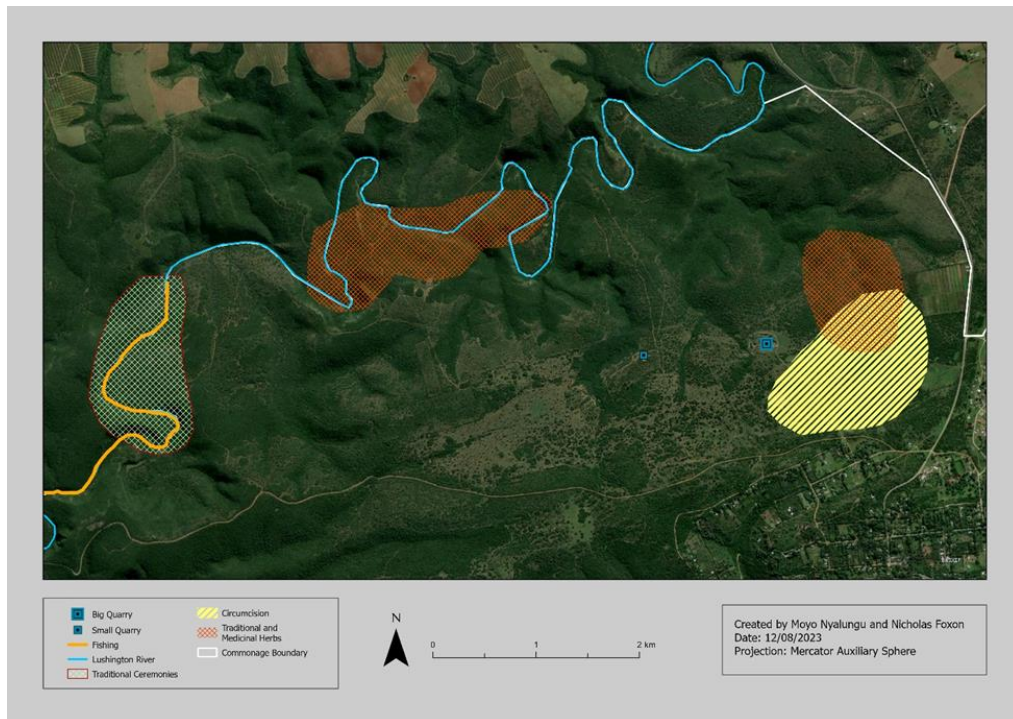 Big Quarry
Small Quarry
Fishing
Lushington River
Traditional Ceremonies
Circumcision
Traditional and
Medicinal Herbs
Commonage Boundary
N
0 1 2 km
Created by Moyo Nyalungu and Nicholas Foxon
Date: 12/08/2023
Projection: Mercator Auxiliary Sphere